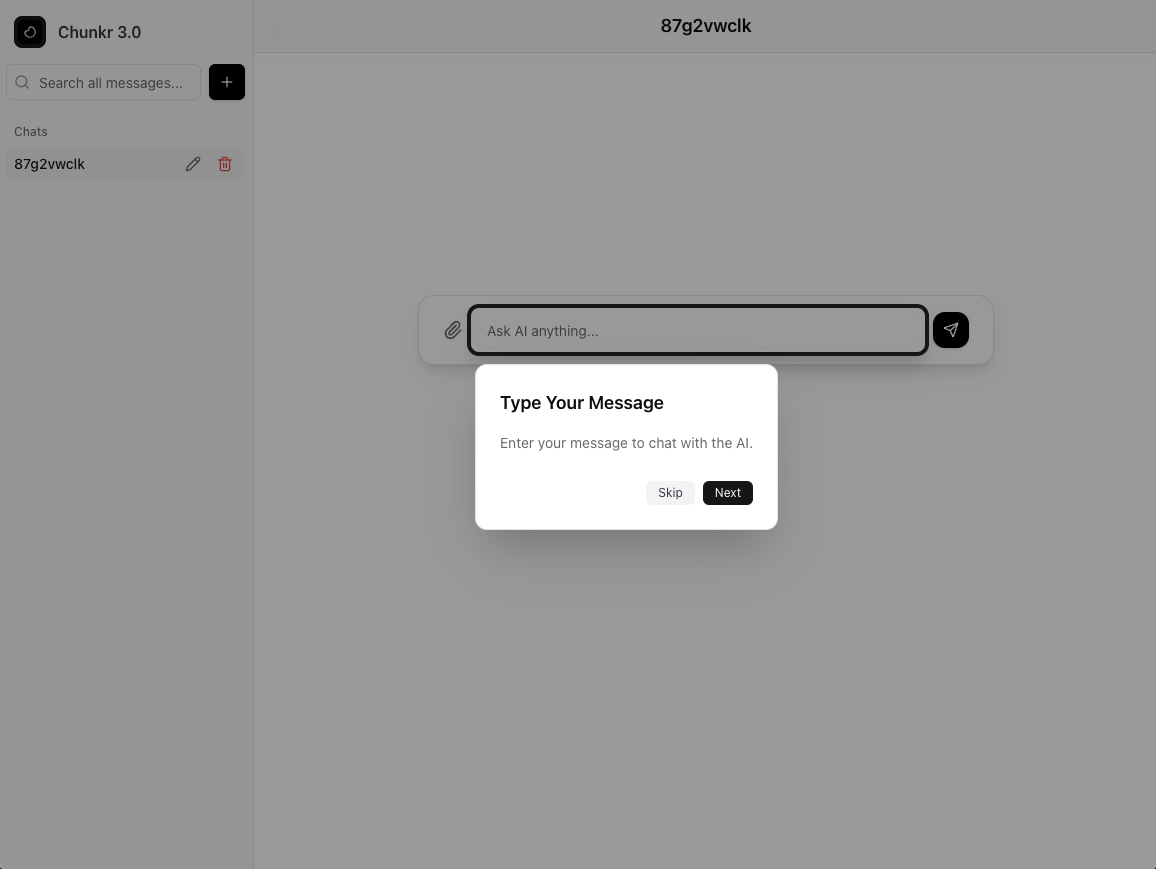 Chunkr 3.0
Search all messages...
Chats
87g2vwclk
87g2vwclk
Ask AI anything...
Type Your Message
Enter your message to chat with the AI.
Skip
Next